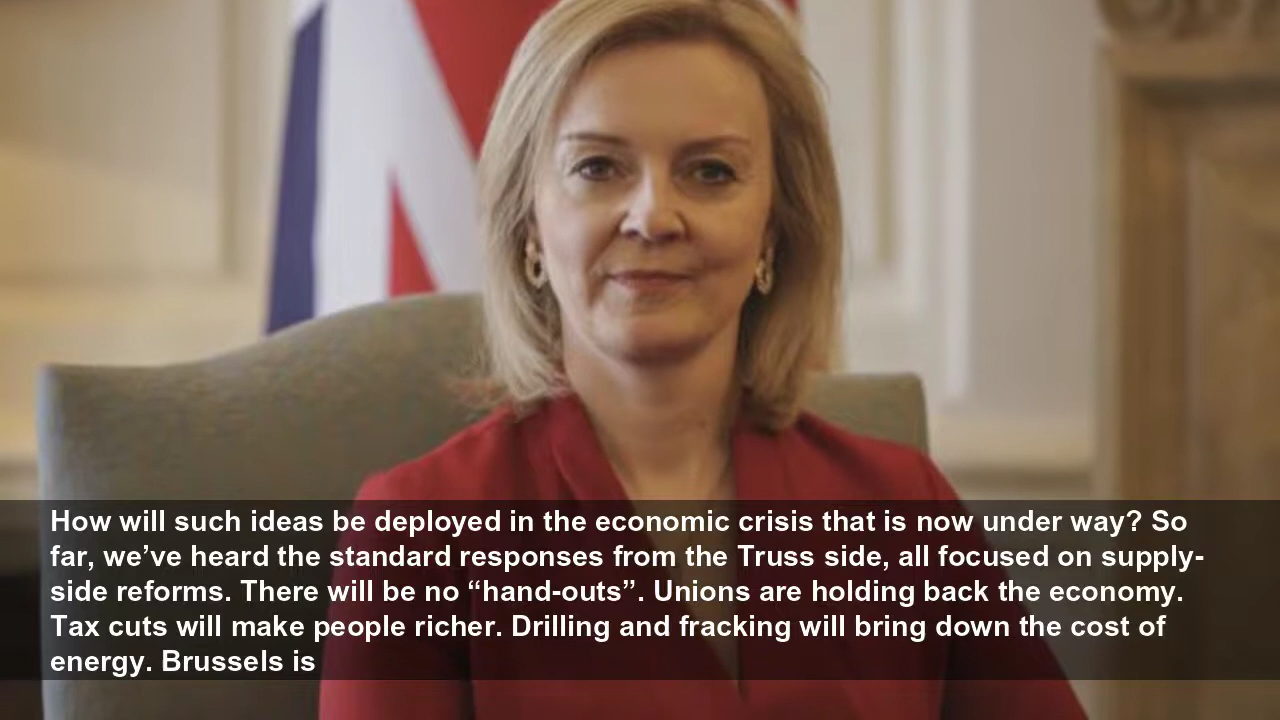 How will such ideas be deployed in the economic crisis that is now under way? So
far, we’ve heard the standard responses from the Truss side, all focused on supply-
side reforms. There will be no “hand-outs”. Unions are holding back the economy.
Tax cuts will make people richer. Drilling and fracking will bring down the cost of
energy. Brussels is